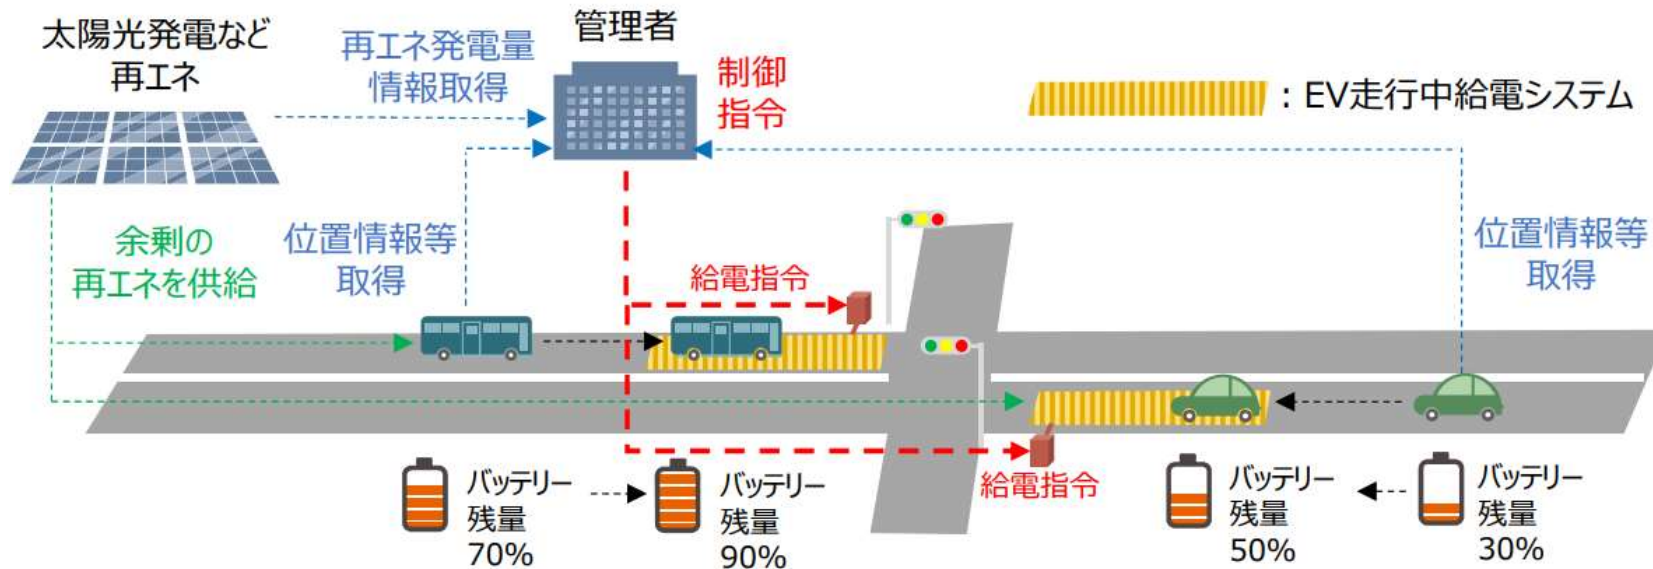 太陽光発電など
再エネ
再エネ発電量
情報取得
管理者
制御
指令
：EV走行中給電システム
余剰の
再エネを供給
位置情報等
取得
給電指令
位置情報等
取得
給電指令
バッテリー
残量
70%
バッテリー
残量
90%
バッテリー
残量
50%
バッテリー
残量
30%